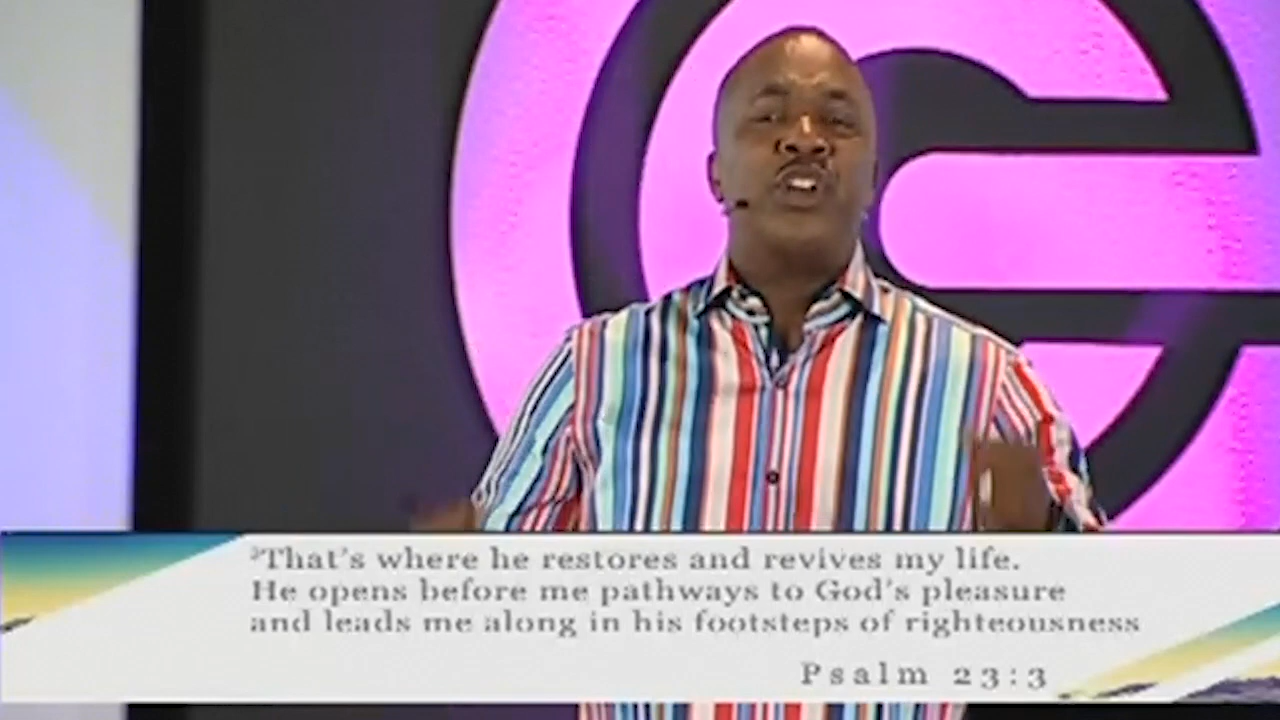 ³That's where he restores and revives my life.
He opens before me pathways to God's pleasure
and leads me along in his footsteps of righteousness
Psalm 23:3